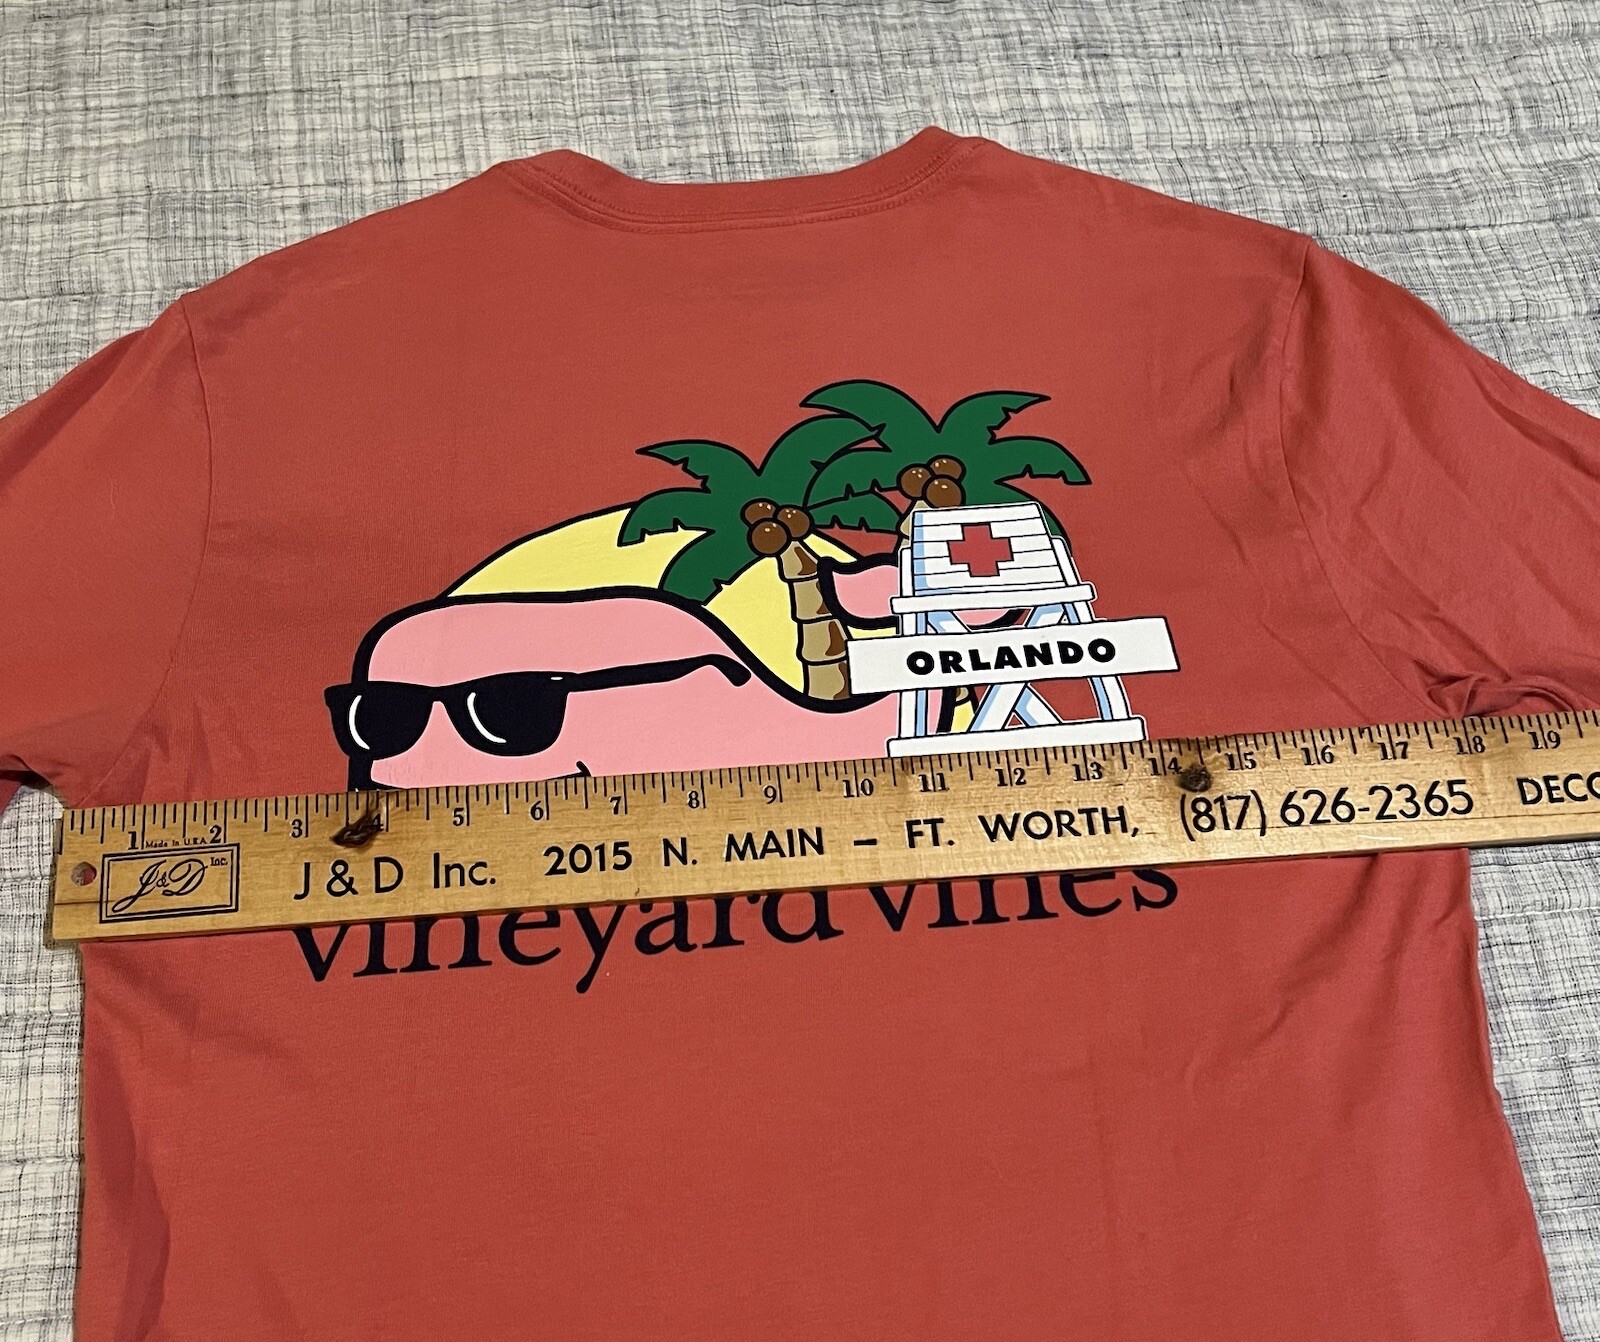 ORLANDO
1 2 3 4 5 6 7 8 9 10 11 12 13 14 15 16 17 18 19
Made In U.S.A.
J&D Inc.
J & D Inc. 2015 N. MAIN – FT. WORTH, (817) 626-2365 DECO
vineyard vines